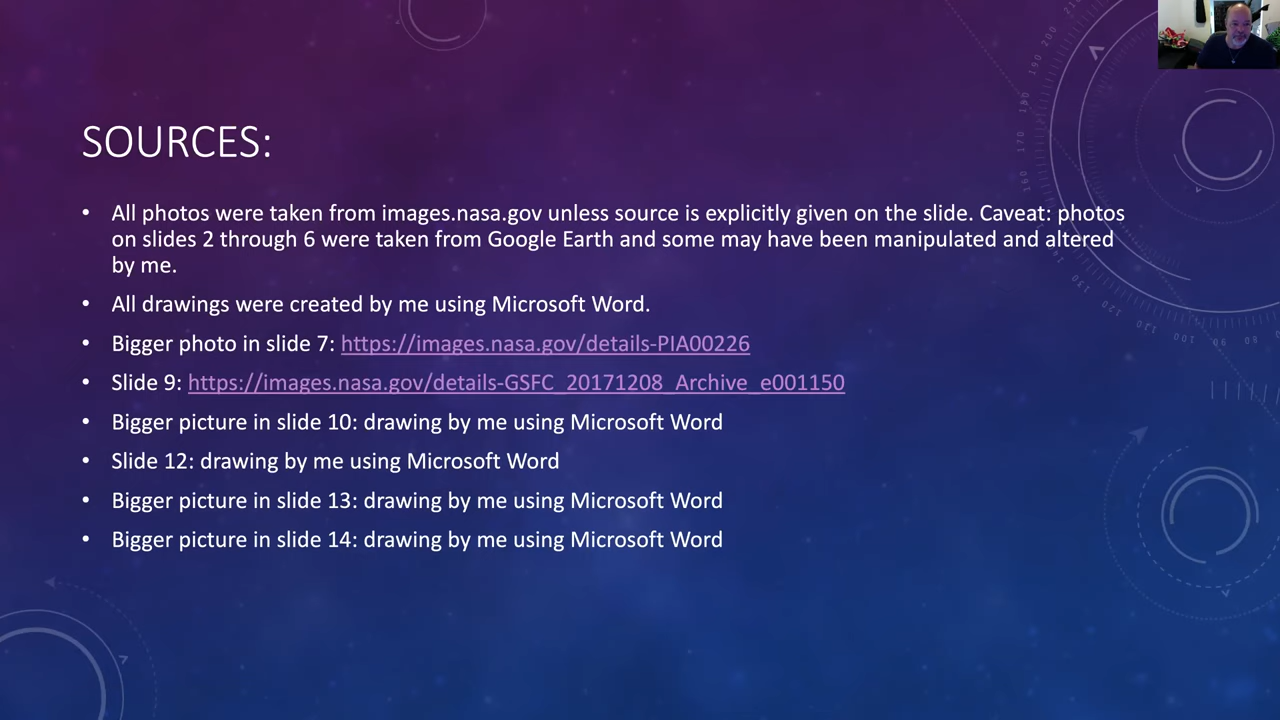 SOURCES:
• All photos were taken from images.nasa.gov unless source is explicitly given on the slide. Caveat: photos
on slides 2 through 6 were taken from Google Earth and some may have been manipulated and altered
by me.
• All drawings were created by me using Microsoft Word.
• Bigger photo in slide 7: https://images.nasa.gov/details-PIA00226
• Slide 9: https://images.nasa.gov/details-GSFC_20171208_Archive_e001150
• Bigger picture in slide 10: drawing by me using Microsoft Word
• Slide 12: drawing by me using Microsoft Word
• Bigger picture in slide 13: drawing by me using Microsoft Word
• Bigger picture in slide 14: drawing by me using Microsoft Word
200
190
180
170
160